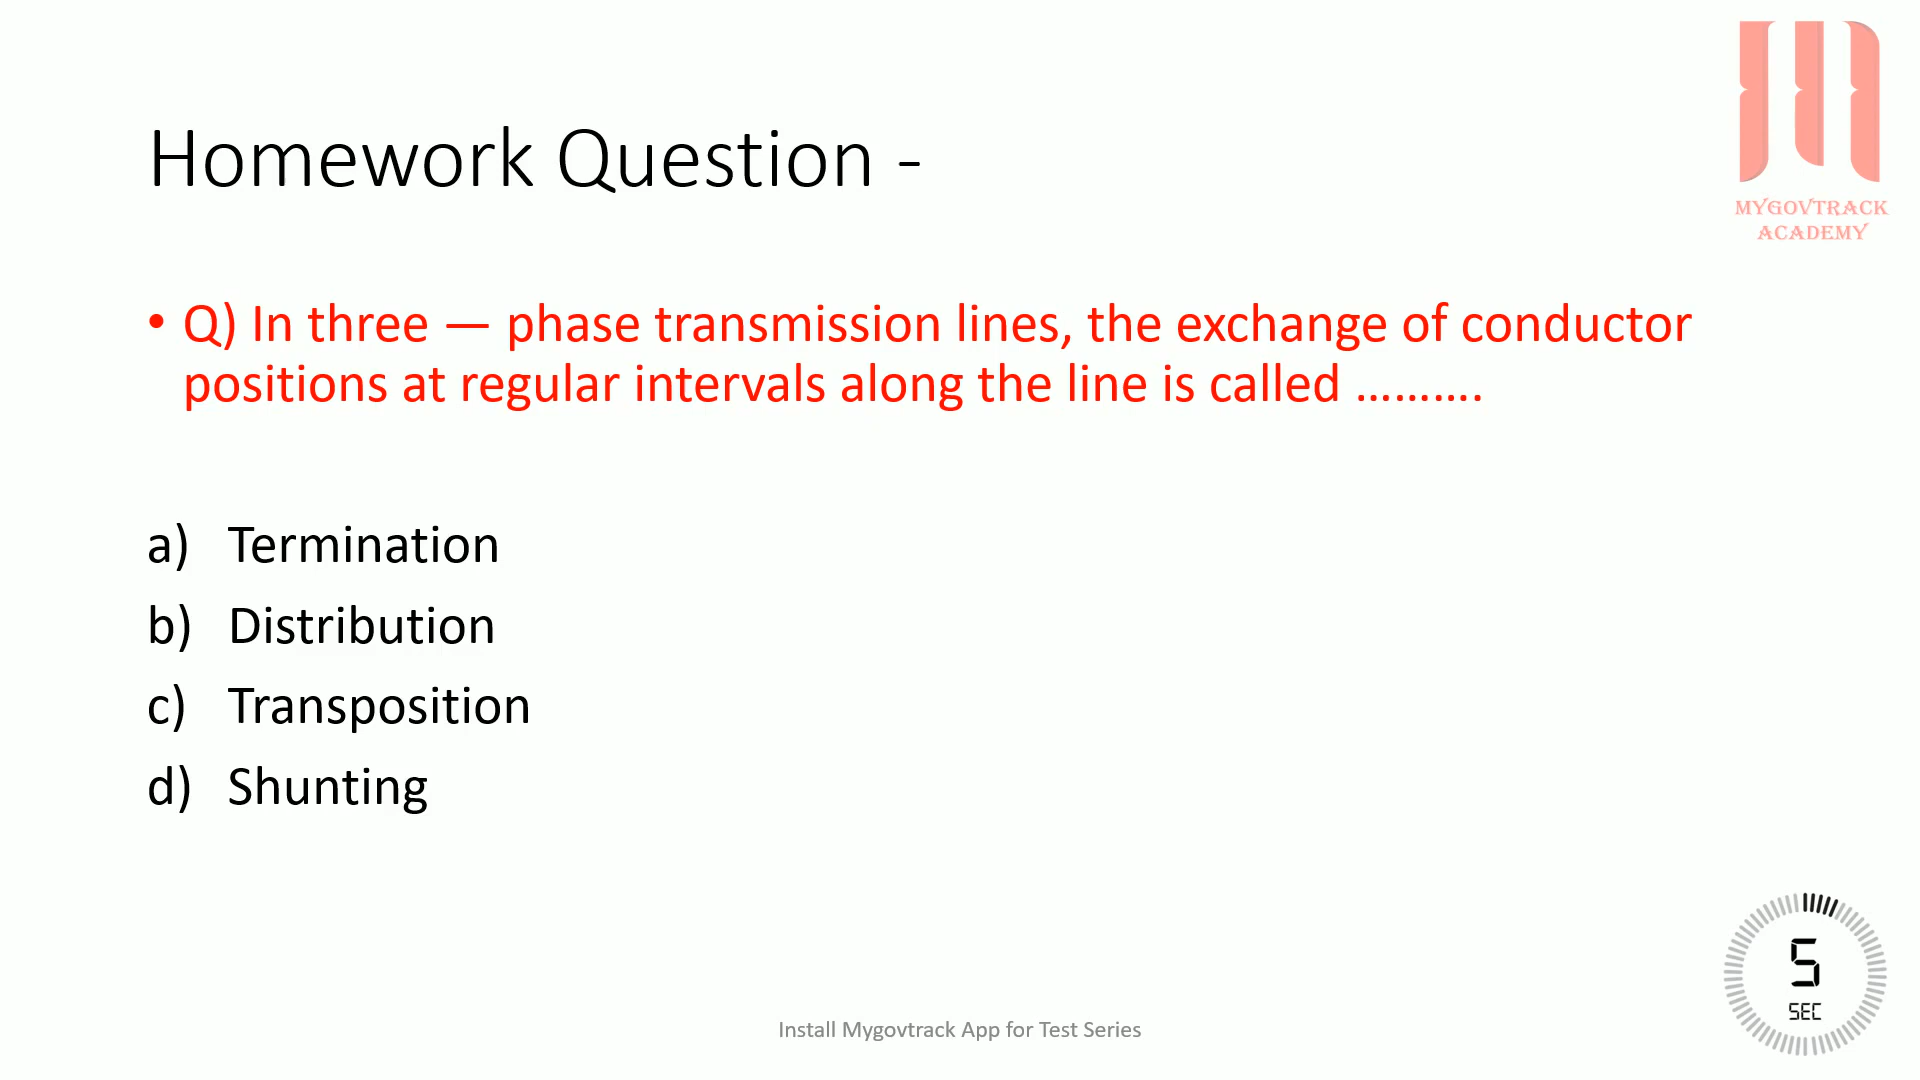 MYGOVTRACK
ACADEMY
Homework Question -
• Q) In three — phase transmission lines, the exchange of conductor
positions at regular intervals along the line is called ……….
a) Termination
b) Distribution
c) Transposition
d) Shunting
5
SEC
Install Mygovtrack App for Test Series